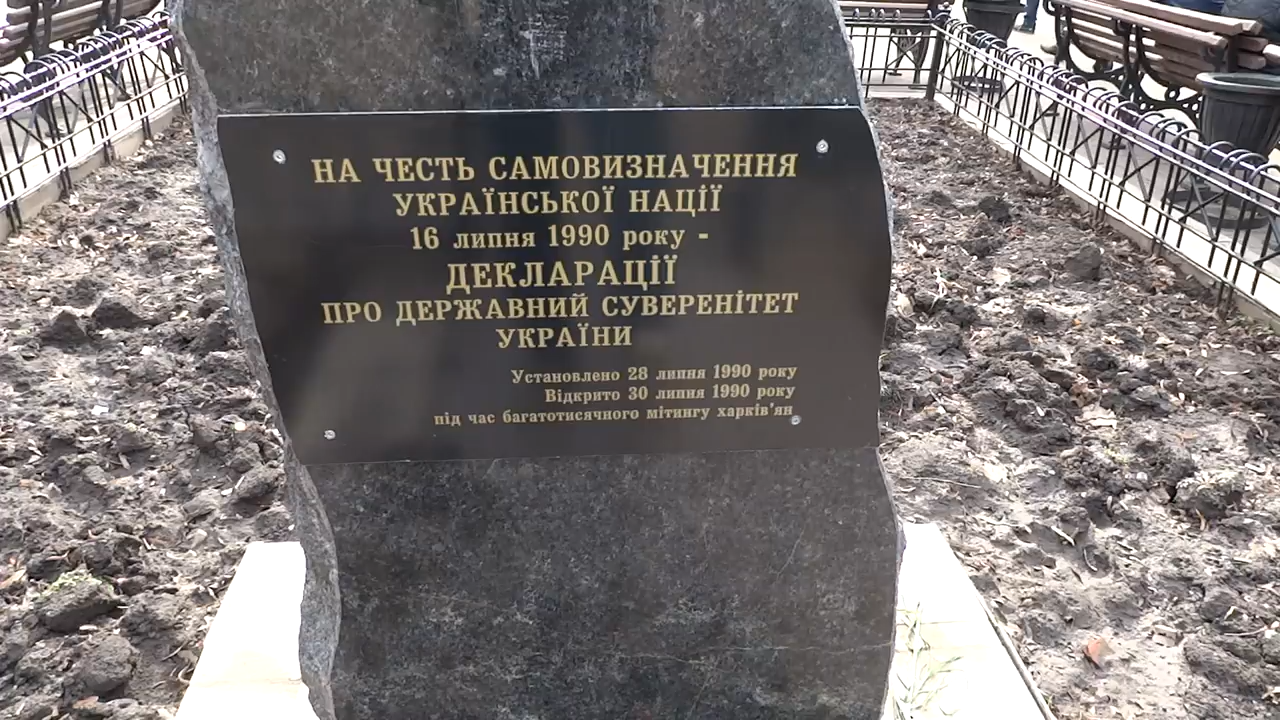 НА ЧЕСТЬ САМОВИЗНАЧЕННЯ
УКРАЇНСЬКОЇ НАЦІЇ
16 липня 1990 року -
ДЕКЛАРАЦІЇ
ПРО ДЕРЖАВНИЙ СУВЕРЕНІТЕТ
УКРАЇНИ
Установлено 28 липня 1990 року
Відкрито 30 липня 1990 року
під час багатотисячного мітингу харків'ян